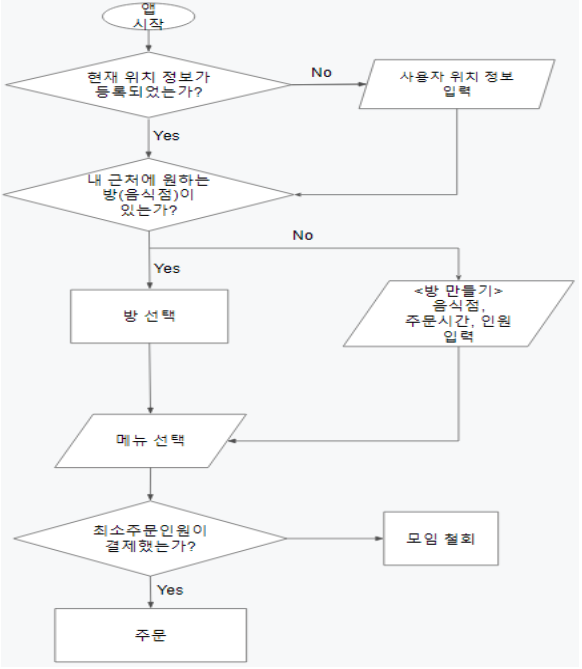 앱
시작
현재 위치 정보가
등록되었는가?
No
사용자 위치 정보
입력
Yes
내 근처에 원하는
방(음식점)이
있는가?
No
Yes
방 선택
<방 만들기>
음식점,
주문시간, 인원
입력
메뉴 선택
최소주문인원이
결제했는가?
모임 철회
Yes
주문